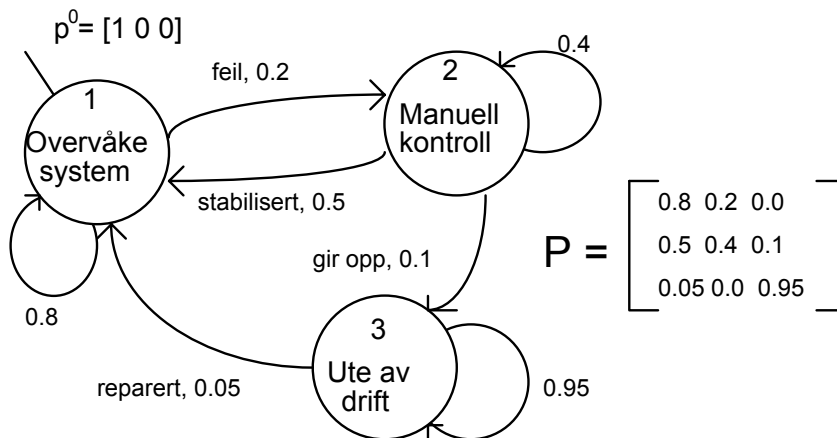 p⁰= [1 0 0]
1
Overvåke
system
0.8
feil, 0.2
stabilisert, 0.5
2
Manuell
kontroll
0.4
gir opp, 0.1
reparert, 0.05
3
Ute av
drift
0.95
P =
0.8 0.2 0.0
0.5 0.4 0.1
0.05 0.0 0.95